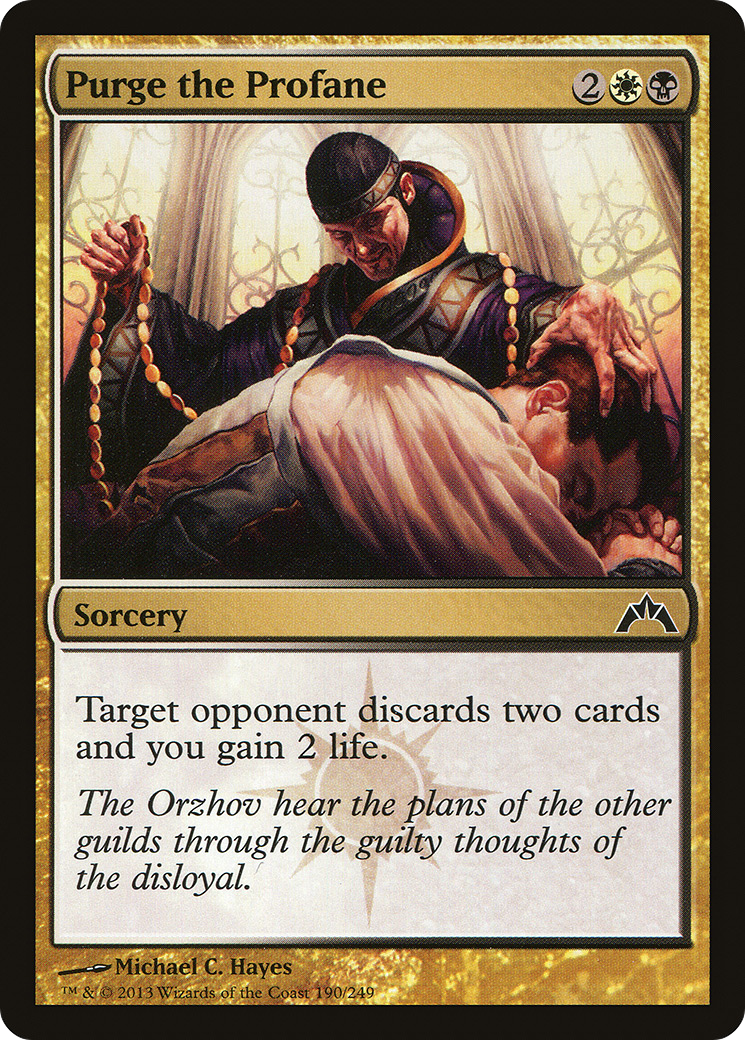 Purge the Profane 2
Sorcery
Target opponent discards two cards
and you gain 2 life.
The Orzhov hear the plans of the other
guilds through the guilty thoughts of
the disloyal.
Michael C. Hayes
™ & © 2013 Wizards of the Coast 190/249